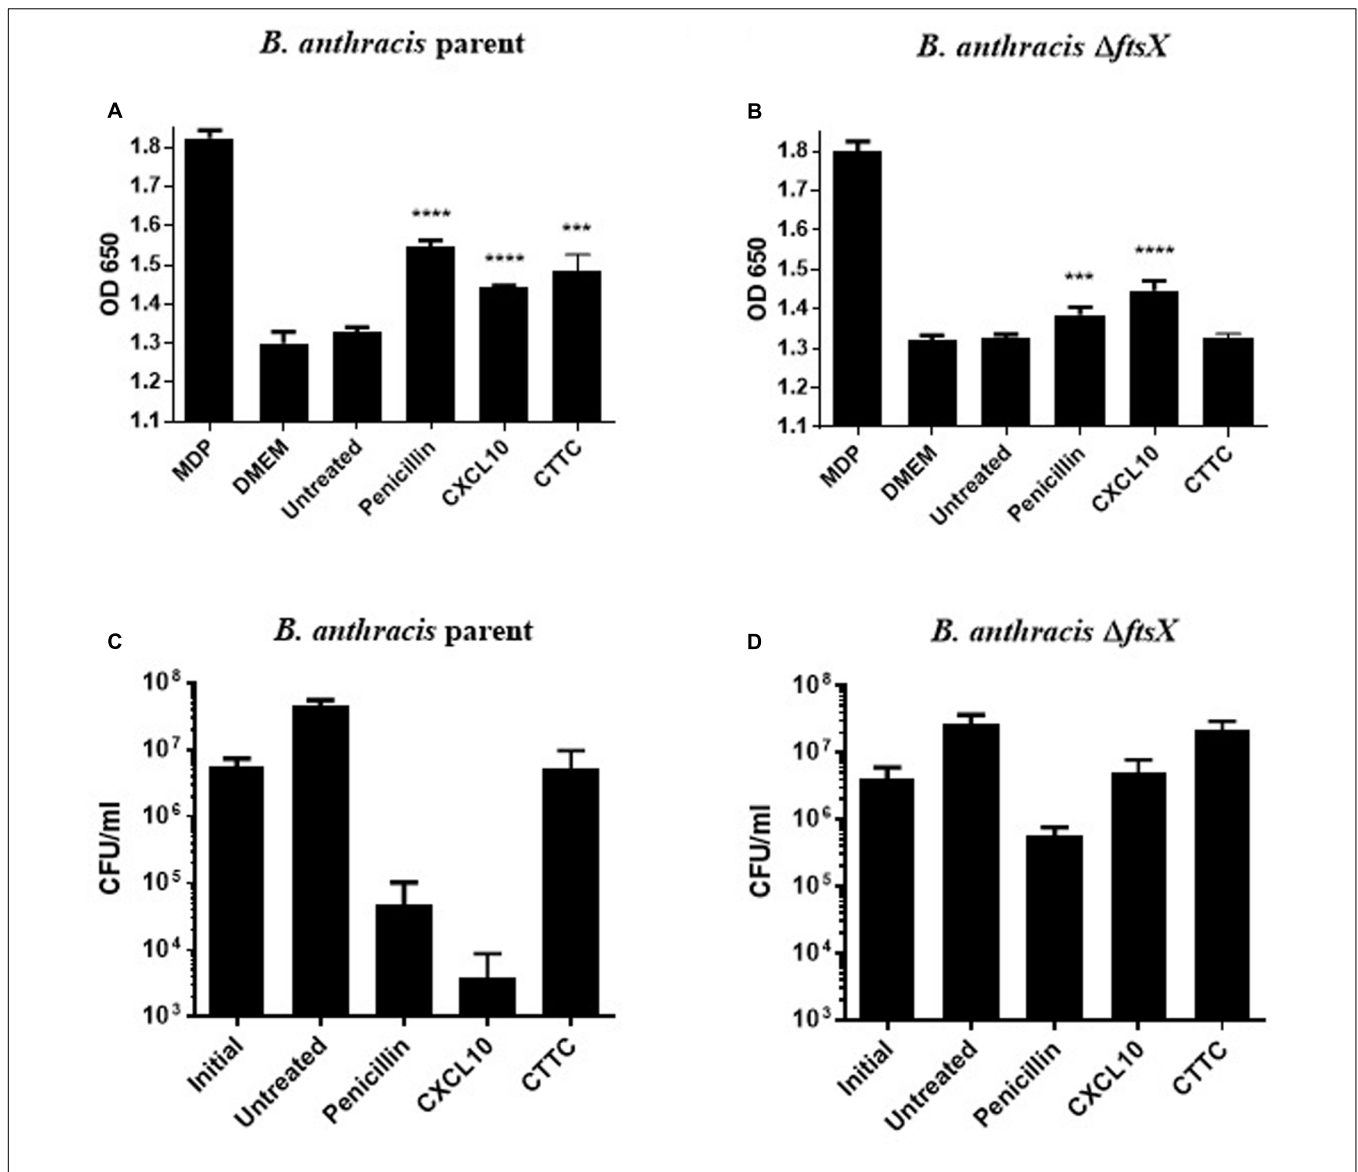 B. anthracis parent
B. anthracis ΔftsX
A
OD 650
1.8
1.7
1.6
1.5
1.4
1.3
1.2
1.1
****
****
***
MDP
DMEM
Untreated
Penicillin
CXCL10
CTTC
B
OD 650
1.8
1.7
1.6
1.5
1.4
1.3
1.2
1.1
***
****
MDP
DMEM
Untreated
Penicillin
CXCL10
CTTC
B. anthracis parent
B. anthracis ΔftsX
C
CFU/ml
10⁸
10⁷
10⁶
10⁵
10⁴
10³
Initial
Untreated
Penicillin
CXCL10
CTTC
D
CFU/ml
10⁸
10⁷
10⁶
10⁵
10⁴
10³
Initial
Untreated
Penicillin
CXCL10
CTTC